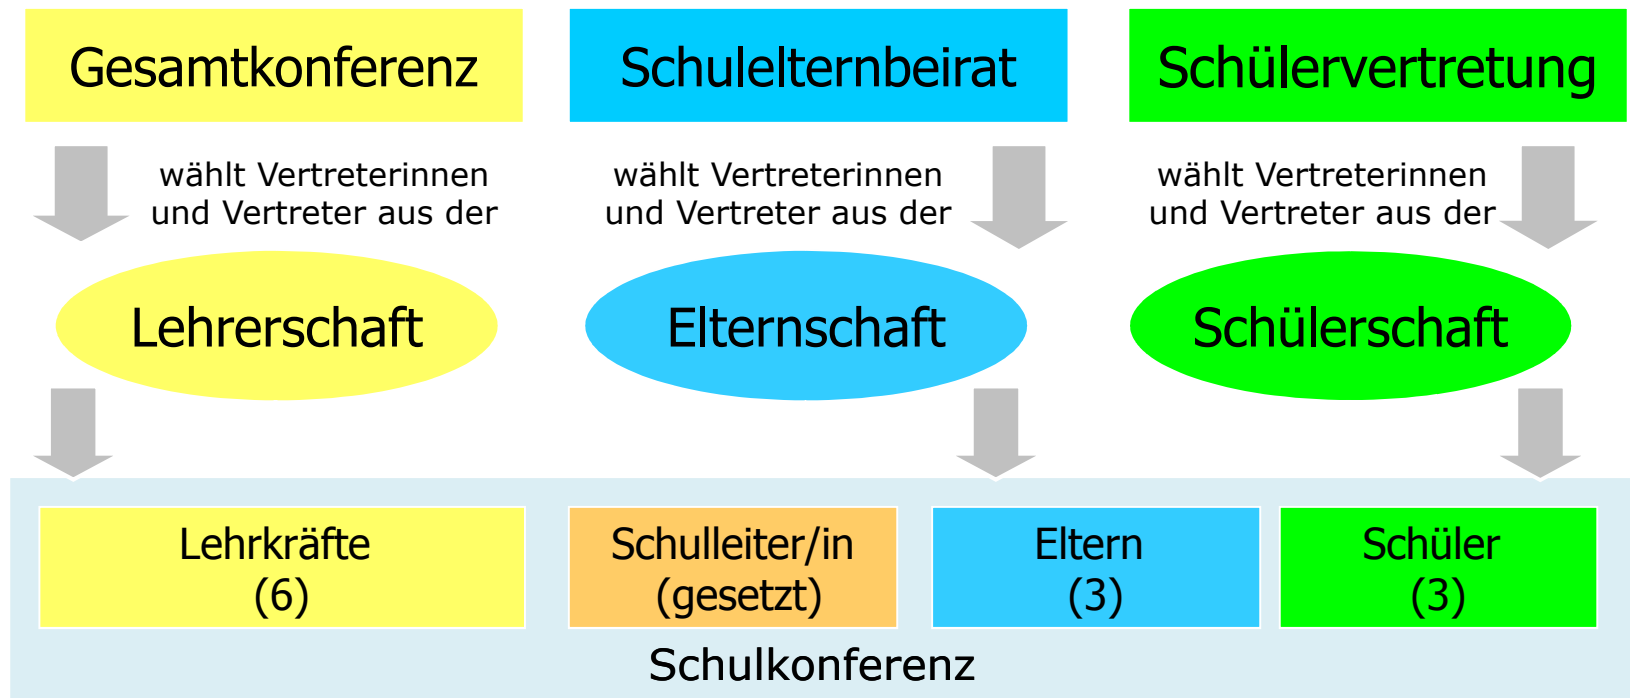 Gesamtkonferenz
Schulelternbeirat
Schülervertretung
wählt Vertreterinnen
und Vertreter aus der
wählt Vertreterinnen
und Vertreter aus der
wählt Vertreterinnen
und Vertreter aus der
Lehrerschaft
Elternschaft
Schülerschaft
Lehrkräfte
(6)
Schulleiter/in
(gesetzt)
Eltern
(3)
Schüler
(3)
Schulkonferenz